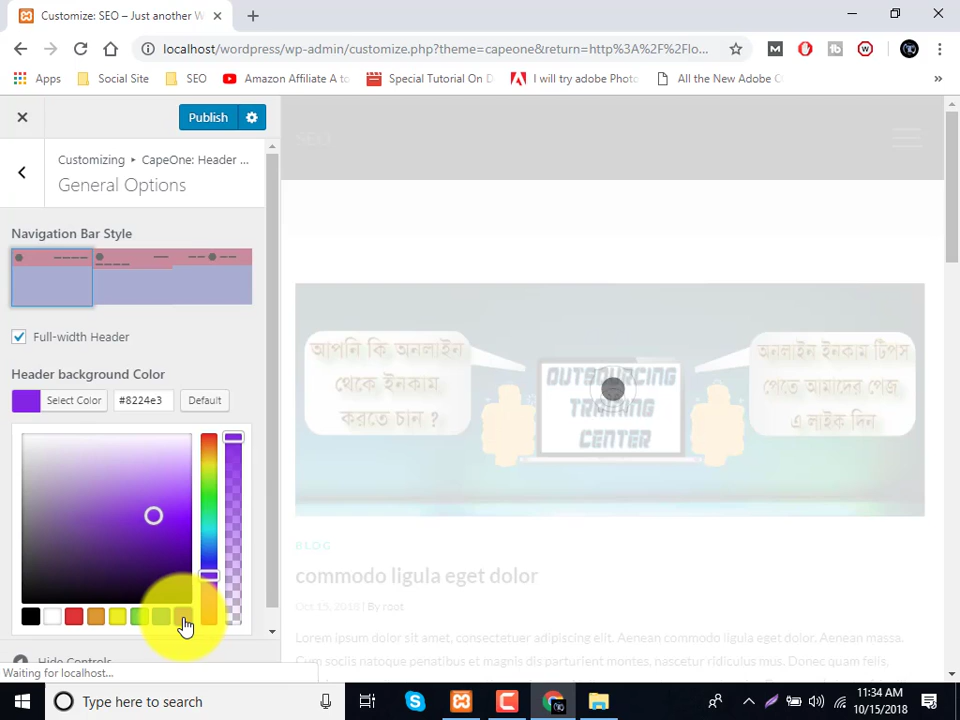 Customize: SEO – Just another W
localhost/wordpress/wp-admin/customize.php?theme=capeone&return=http%3A%2F%2Flo...
Apps
Social Site
SEO
Amazon Affiliate A to
Special Tutorial On D
I will try adobe Photo
All the New Adobe C
»
Publish
Customizing ▸ CapeOne: Header ...
General Options
Navigation Bar Style
Full-width Header
Header background Color
Select Color
#8224e3
Default
Hide Controls
Waiting for localhost...
SEO
আপনি কি অনলাইন
থেকে ইনকাম
করতে চান ?
OUTSOURCING
TRAINING
CENTER
অনলাইন ইনকাম টিপস
পেতে আমাদের পেজ
এ লাইক দিন
BLOG
commodo ligula eget dolor
Oct 15, 2018 | By root
Lorem ipsum dolor sit amet, consectetuer adipiscing elit. Aenean commodo ligula eget dolor. Aenean massa.
Cum sociis natoque penatibus et magnis dis parturient montes, nascetur ridiculus mus. Donec quam felis,
Type here to search
11:34 AM
10/15/2018